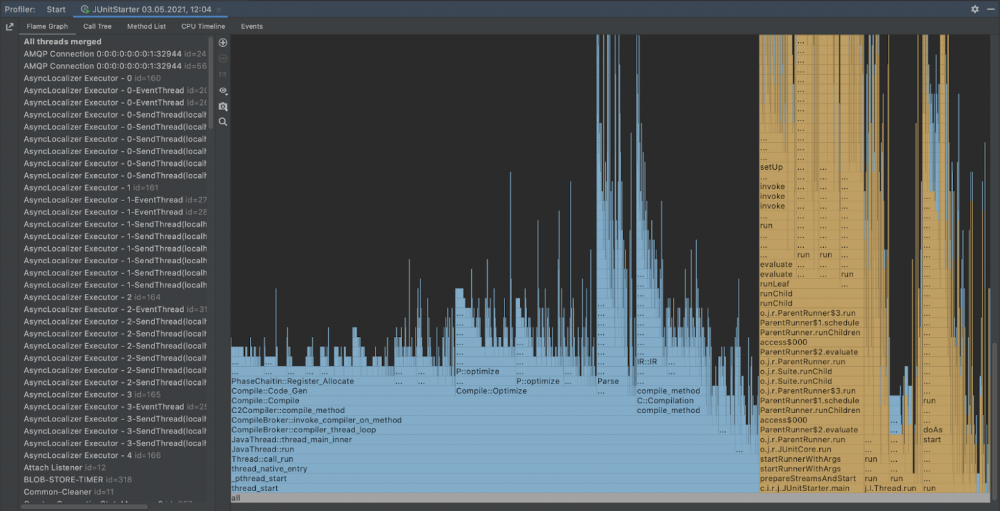 Profiler: Start JUnitStarter 03.05.2021, 12:04 ×
Flame Graph Call Tree Method List CPU Timeline Events
All threads merged
AMQP Connection 0:0:0:0:0:0:0:1:32944 id=24
AMQP Connection 0:0:0:0:0:0:0:1:32944 id=56
AsyncLocalizer Executor - 0 id=160
AsyncLocalizer Executor - 0-EventThread id=20
AsyncLocalizer Executor - 0-EventThread id=26
AsyncLocalizer Executor - 0-SendThread(localh
AsyncLocalizer Executor - 0-SendThread(localh
AsyncLocalizer Executor - 0-SendThread(localh
AsyncLocalizer Executor - 0-SendThread(localh
AsyncLocalizer Executor - 0-SendThread(localh
AsyncLocalizer Executor - 0-SendThread(localh
AsyncLocalizer Executor - 1 id=161
AsyncLocalizer Executor - 1-EventThread id=27
AsyncLocalizer Executor - 1-EventThread id=28
AsyncLocalizer Executor - 1-SendThread(localh
AsyncLocalizer Executor - 1-SendThread(localh
AsyncLocalizer Executor - 1-SendThread(localh
AsyncLocalizer Executor - 1-SendThread(localh
AsyncLocalizer Executor - 1-SendThread(localh
AsyncLocalizer Executor - 1-SendThread(localh
AsyncLocalizer Executor - 2 id=164
AsyncLocalizer Executor - 2-EventThread id=31
AsyncLocalizer Executor - 2-SendThread(localh
AsyncLocalizer Executor - 2-SendThread(localh
AsyncLocalizer Executor - 2-SendThread(localh
AsyncLocalizer Executor - 2-SendThread(localh
AsyncLocalizer Executor - 2-SendThread(localh
AsyncLocalizer Executor - 2-SendThread(localh
AsyncLocalizer Executor - 3 id=165
AsyncLocalizer Executor - 3-EventThread id=25
AsyncLocalizer Executor - 3-SendThread(localh
AsyncLocalizer Executor - 3-SendThread(localh
AsyncLocalizer Executor - 3-SendThread(localh
AsyncLocalizer Executor - 4 id=166
Attach Listener id=12
BLOB-STORE-TIMER id=318
Common-Cleaner id=11
1:1
setUp
invoke
invoke
invoke
run
run run
evaluate
evaluate run
runLeaf
runChild
runChild
o.j.r.ParentRunner$3.run
ParentRunner$1.schedule
ParentRunner.runChildren
access$000
ParentRunner$2.evaluate
IR::IR o.j.r.ParentRunner.run
P::optimize o.j.r.Suite.runChild
PhaseChaitin::Register_Allocate P::optimize Parse o.j.r.Suite.runChild
Compile::Code_Gen Compile::Optimize compile_method o.j.r.ParentRunner$3.run
Compile::Compile C::Compilation ParentRunner$1.schedule run
C2Compiler::compile_method compile_method ParentRunner.runChildren
CompileBroker::invoke_compiler_on_method access$000
CompileBroker::compiler_thread_loop ParentRunner$2.evaluate doAs
JavaThread::thread_main_inner o.j.r.ParentRunner.run start
JavaThread::run o.j.r.JUnitCore.run
Thread::call_run startRunnerWithArgs run
thread_native_entry startRunnerWithArgs
_pthread_start prepareStreamsAndStart run run
thread_start c.i.r.j.JUnitStarter.main j.l.Thread.run run
all